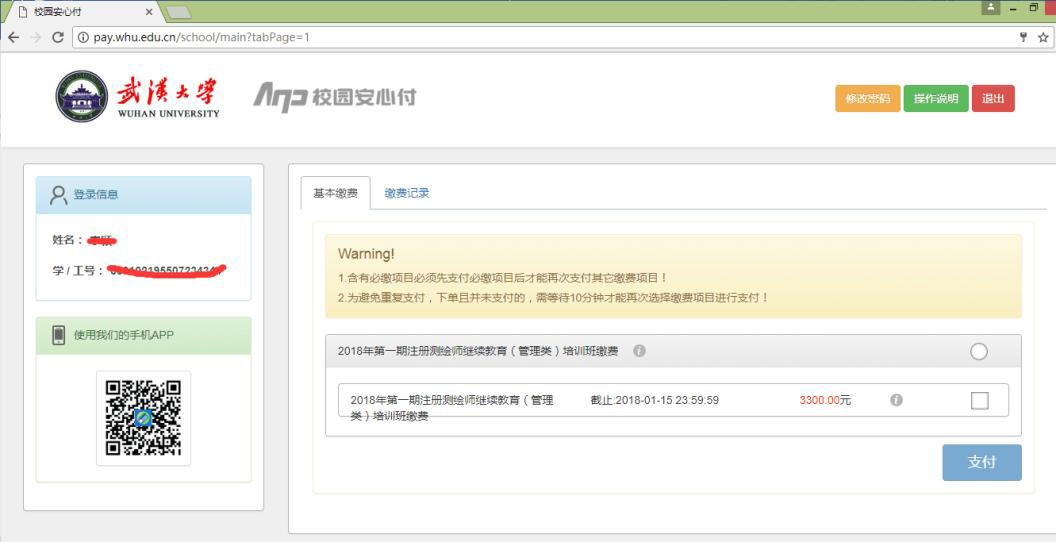 校园安心付
pay.whu.edu.cn/school/main?tabPage=1
武漢大学
WUHAN UNIVERSITY
校园安心付
修改密码
操作说明
退出
登录信息
姓名：
学 / 工号：
使用我们的手机APP
基本缴费
缴费记录
Warning!
1.含有必缴项目必须先支付必缴项目后才能再次支付其它缴费项目！
2.为避免重复支付，下单且并未支付的，需等待10分钟才能再次选择缴费项目进行支付！
2018年第一期注册测绘师继续教育（管理类）培训班缴费
2018年第一期注册测绘师继续教育（管理
类）培训班缴费
截止:2018-01-15 23:59:59
3300.00元
支付